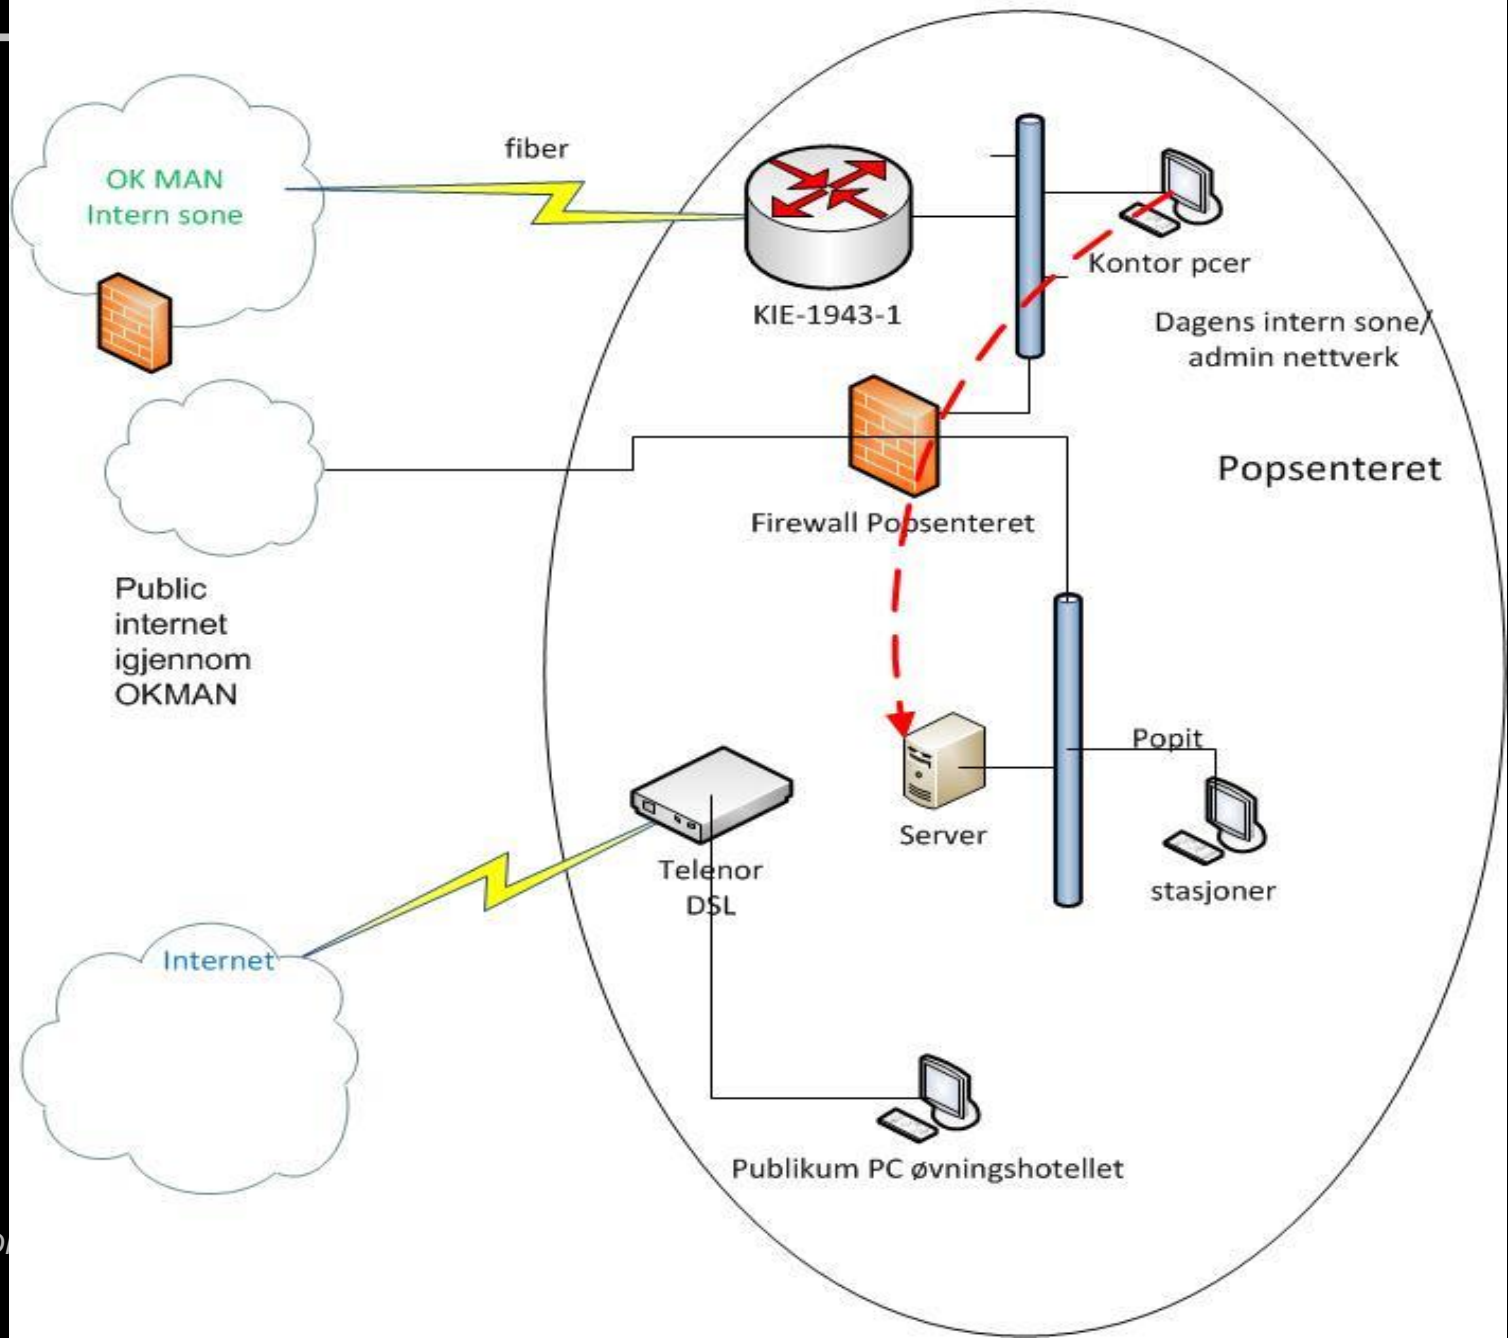 fiber
OK MAN
Intern sone
KIE-1943-1
Kontor pcer
Dagens intern sone/
admin nettverk
Popsenteret
Firewall Popsenteret
Public
internet
igjennom
OKMAN
Popit
Server
stasjoner
Telenor
DSL
Internet
Publikum PC øvningshotellet